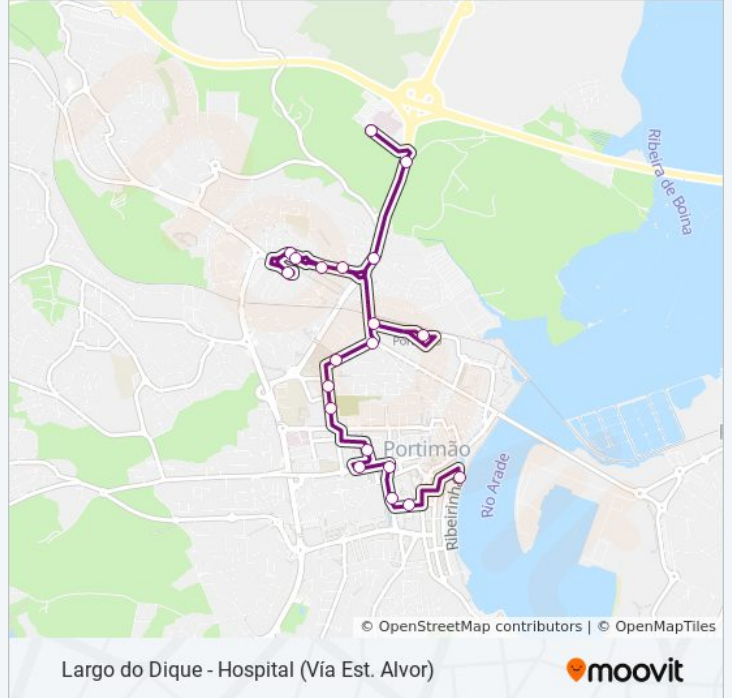 Ribeira de Boina
Portimão
Rio Arade
Ribeirinha
© OpenStreetMap contributors | © OpenMapTiles
Largo do Dique - Hospital (Vía Est. Alvor)
moovit